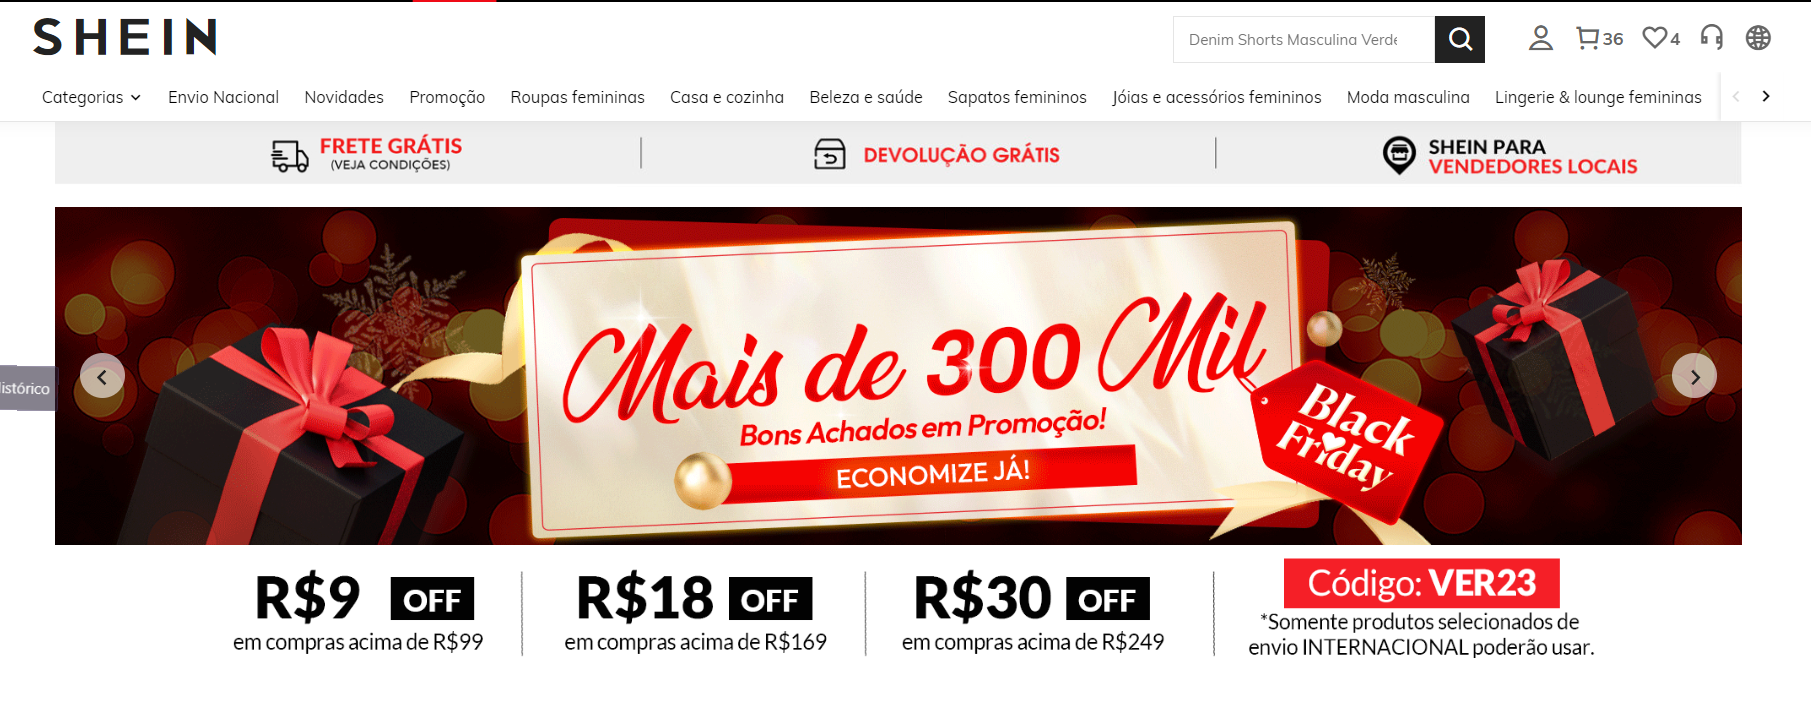 SHEIN
Denim Shorts Masculina Verde
36
4
Categorias
Envio Nacional
Novidades
Promoção
Roupas femininas
Casa e cozinha
Beleza e saúde
Sapatos femininos
Jóias e acessórios femininos
Moda masculina
Lingerie & lounge femininas
FRETE GRÁTIS
(VEJA CONDIÇÕES)
DEVOLUÇÃO GRÁTIS
SHEIN PARA
VENDEDORES LOCAIS
Mais de 300 Mil
Bons Achados em Promoção!
ECONOMIZE JÁ!
Black
Friday
istórico
R$9 OFF
em compras acima de R$99
R$18 OFF
em compras acima de R$169
R$30 OFF
em compras acima de R$249
Código: VER23
*Somente produtos selecionados de
envio INTERNACIONAL poderão usar.